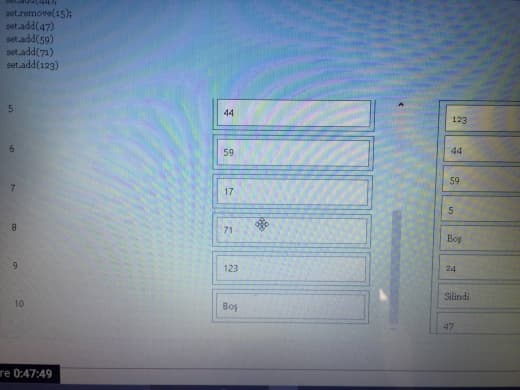 set.remove(15);
set.add(47)
set.add(59)
set.add(71)
set.add(123)
5
44
6
59
7
17
8
71
9
123
10
Boş
123
44
59
5
Boş
24
Silindi
47
re 0:47:49